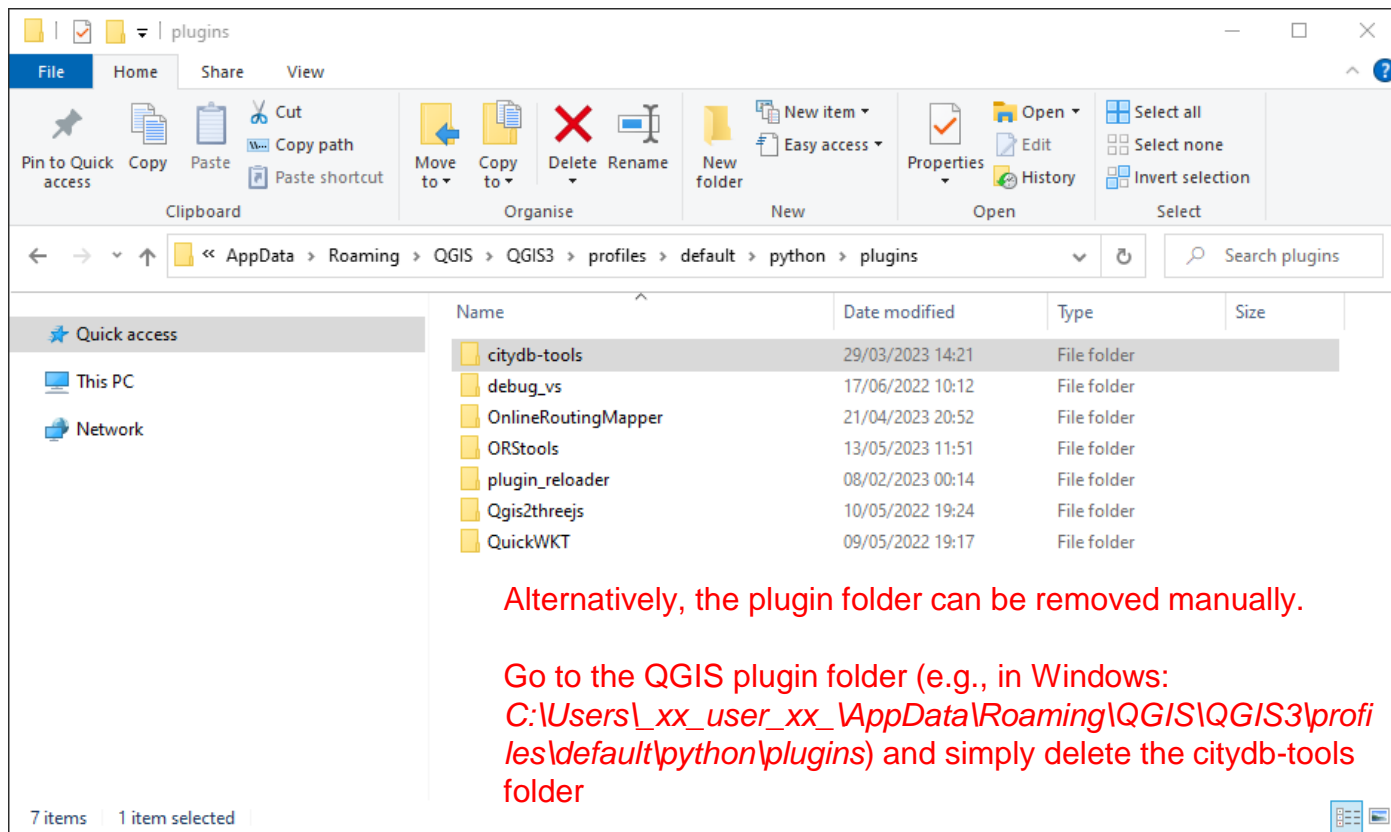 plugins
File Home Share View
Pin to Quick access
Copy
Paste
Cut
Copy path
Paste shortcut
Clipboard
Move to
Copy to
Delete
Rename
Organise
New folder
New item
Easy access
New
Properties
Open
Edit
History
Open
Select all
Select none
Invert selection
Select
« AppData > Roaming > QGIS > QGIS3 > profiles > default > python > plugins
Search plugins
Quick access
This PC
Network
Name Date modified Type Size
citydb-tools 29/03/2023 14:21 File folder
debug_vs 17/06/2022 10:12 File folder
OnlineRoutingMapper 21/04/2023 20:52 File folder
ORStools 13/05/2023 11:51 File folder
plugin_reloader 08/02/2023 00:14 File folder
Qgis2threejs 10/05/2022 19:24 File folder
QuickWKT 09/05/2022 19:17 File folder
Alternatively, the plugin folder can be removed manually.
Go to the QGIS plugin folder (e.g., in Windows:
C:\Users\_xx_user_xx_\AppData\Roaming\QGIS\QGIS3\profi
les\default\python\plugins) and simply delete the citydb-tools
folder
7 items 1 item selected